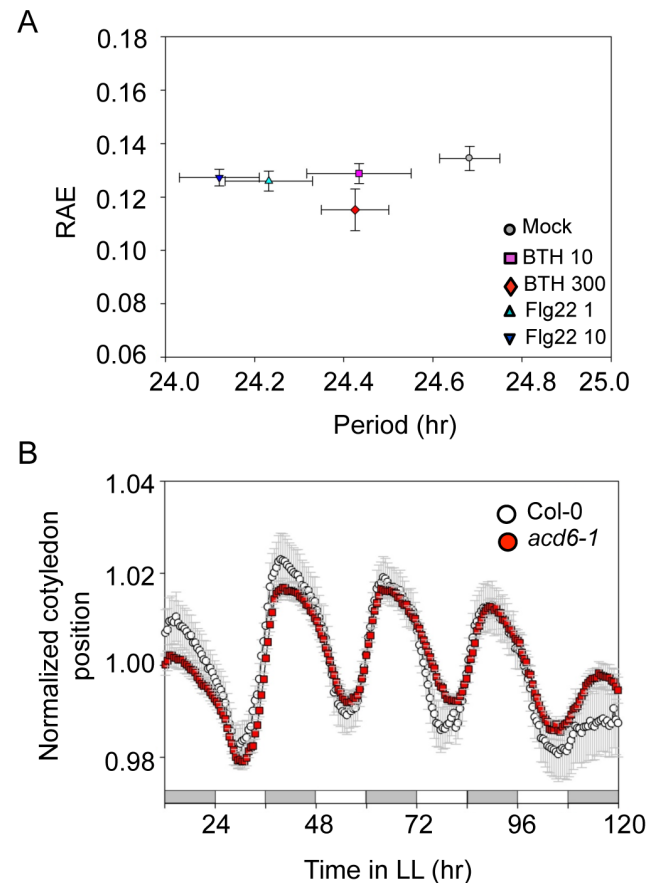 A
0.18
0.16
0.14
0.12
0.10
0.08
0.06
RAE
Mock
BTH 10
BTH 300
Flg22 1
Flg22 10
24.0 24.2 24.4 24.6 24.8 25.0
Period (hr)
B
1.04
1.02
1.00
0.98
Normalized cotyledon
position
Col-0
acd6-1
24 48 72 96 120
Time in LL (hr)